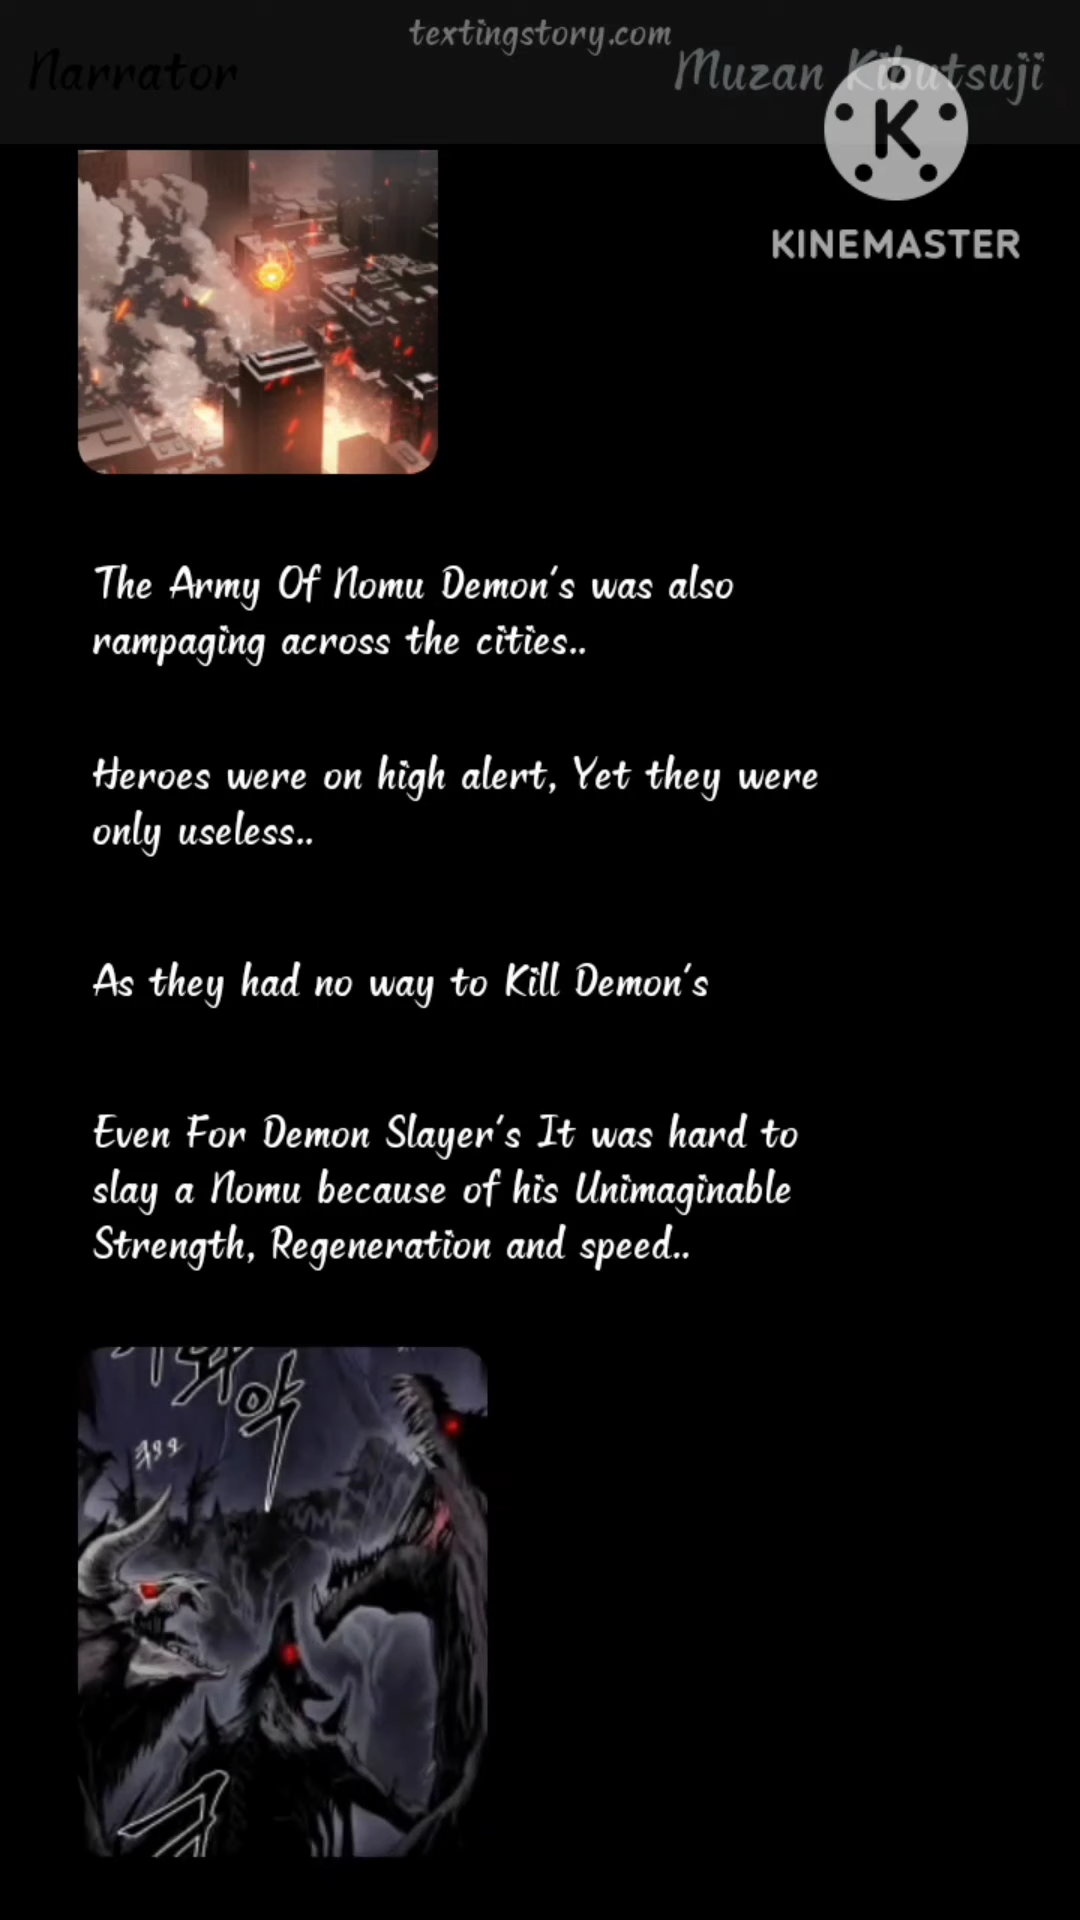 textingstory.com
Narrator
Muzan Kibutsuji
K
KINEMASTER
The Army Of Nomu Demon's was also
rampaging across the cities..
Heroes were on high alert, Yet they were
only useless..
As they had no way to Kill Demon's
Even For Demon Slayer's It was hard to
slay a Nomu because of his Unimaginable
Strength, Regeneration and speed..
약